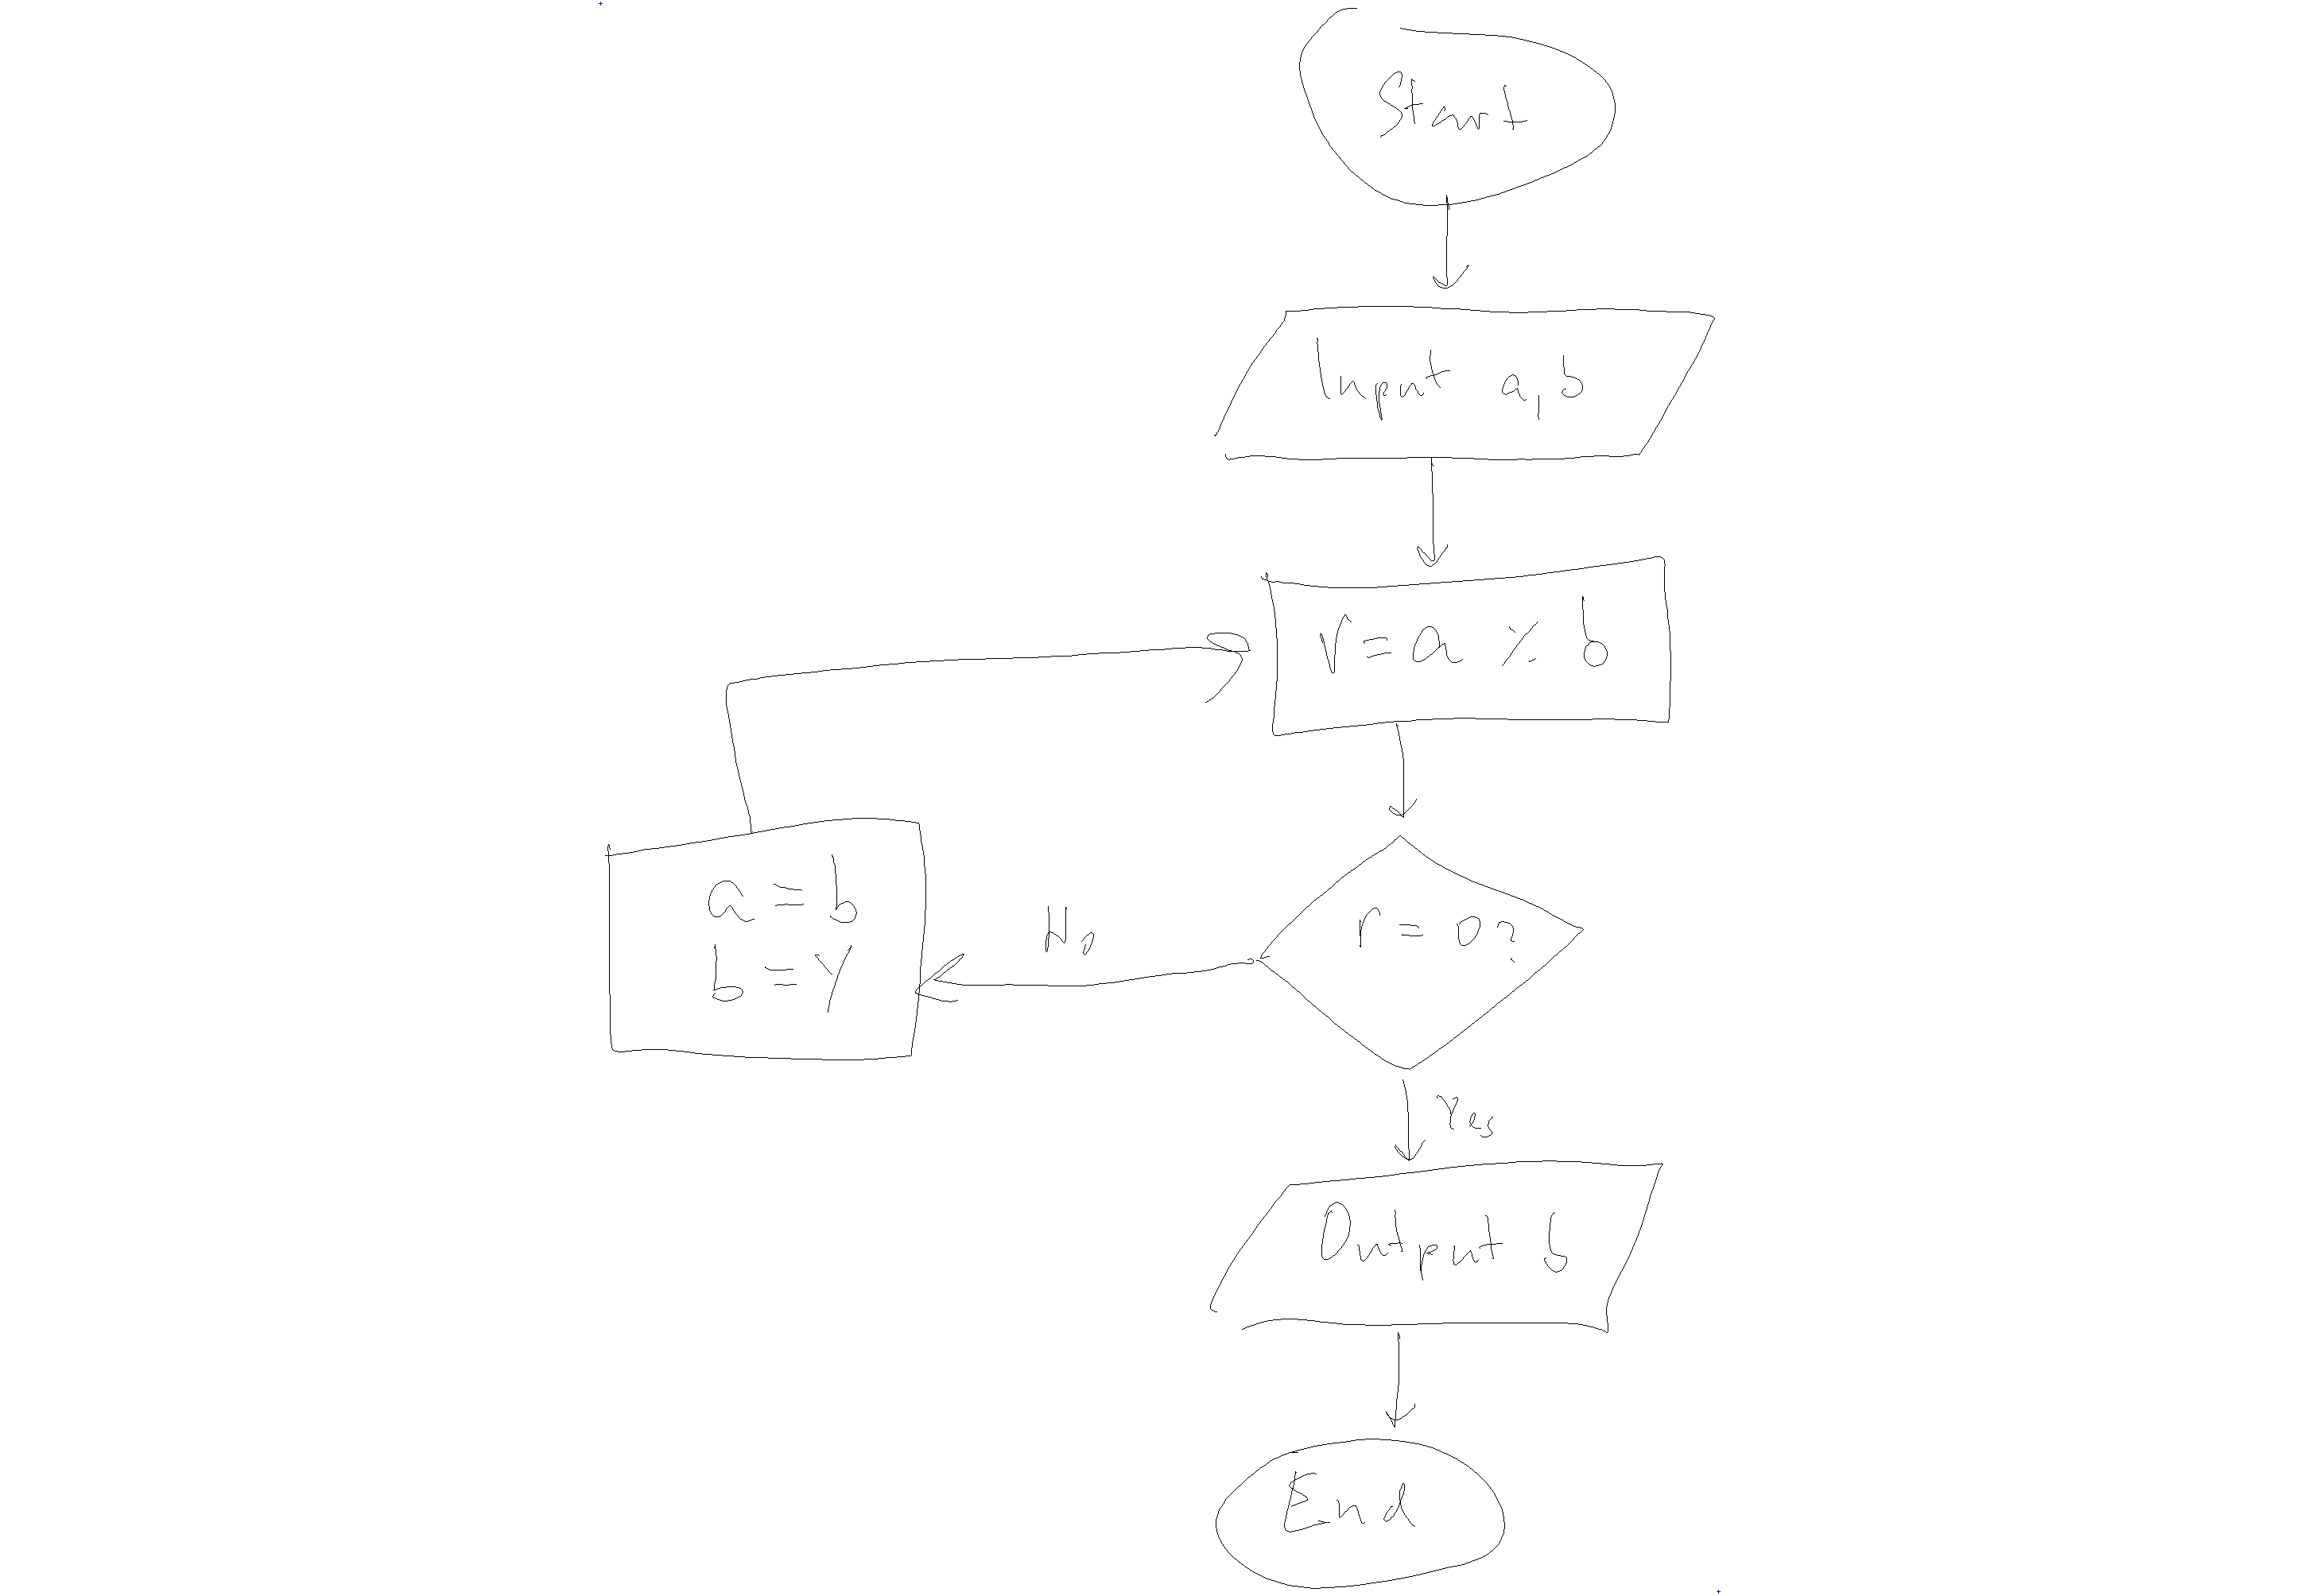 Start
Input a,b
r = a % b
r = 0?
No
a = b
b = r
Yes
Output b
End